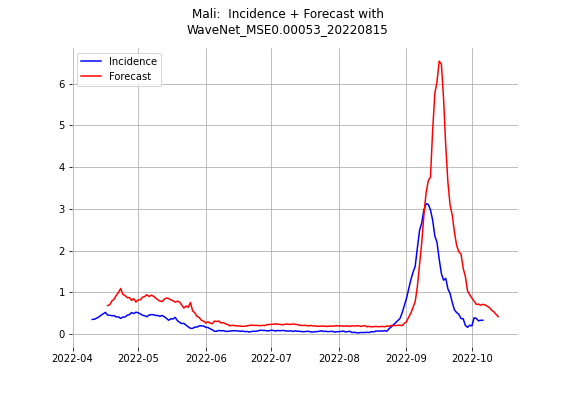 Mali:  Incidence + Forecast with
WaveNet_MSE0.00053_20220815
Incidence
Forecast
6
5
4
3
2
1
0
2022-04 2022-05 2022-06 2022-07 2022-08 2022-09 2022-10